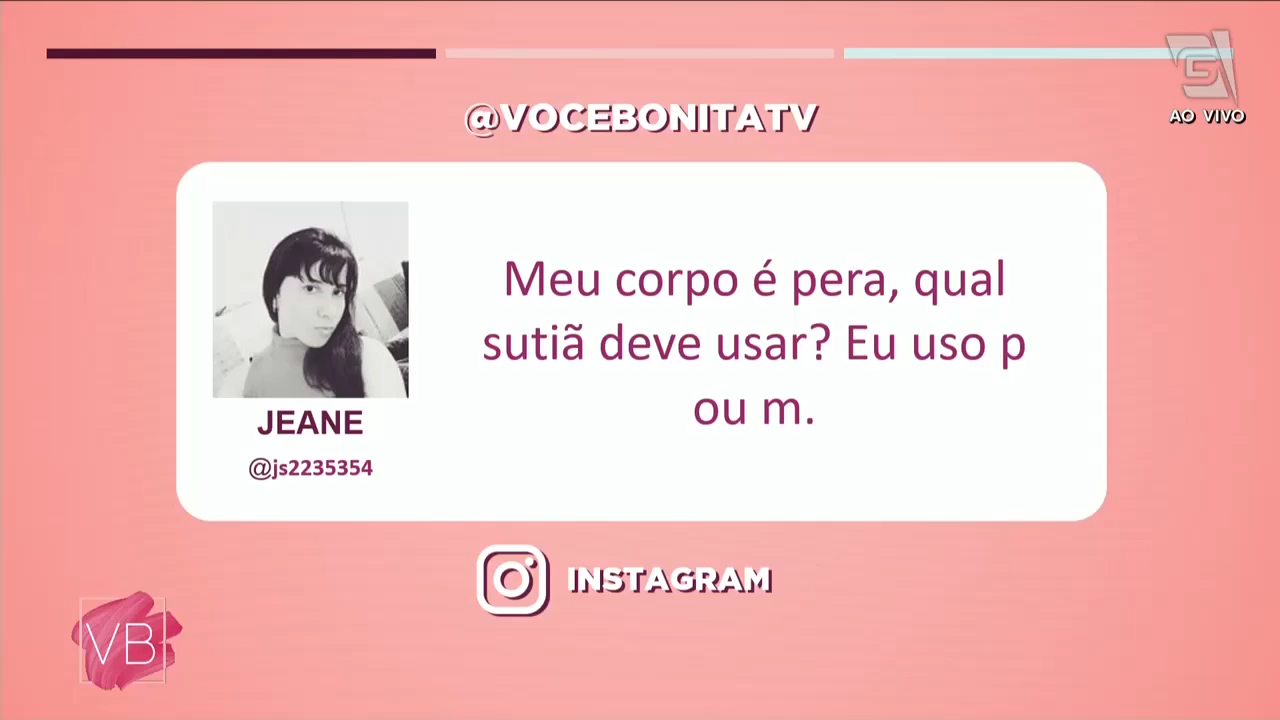 @VOCEBONITATV
AO VIVO
Meu corpo é pera, qual
sutiã deve usar? Eu uso p
ou m.
JEANE
@js2235354
INSTAGRAM
VB